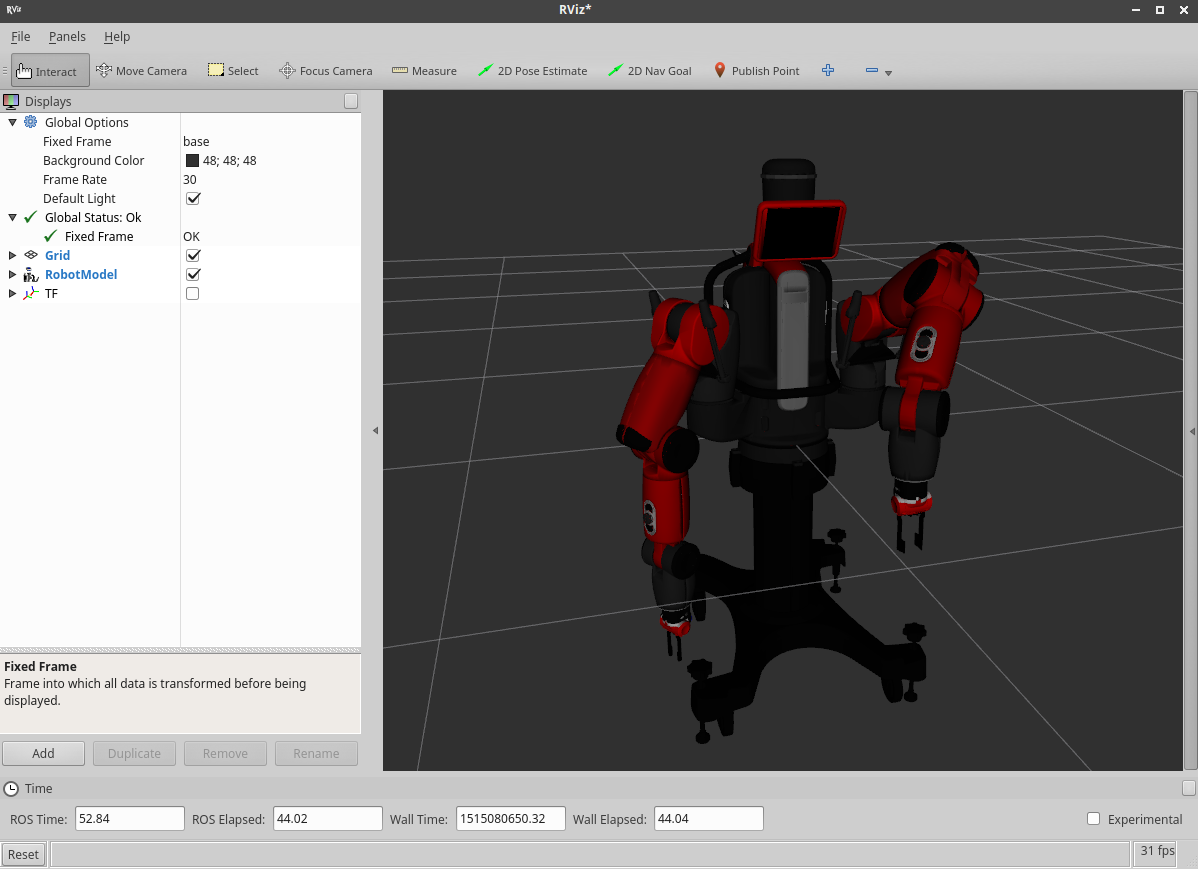 RViz
RViz*
File Panels Help
Interact Move Camera Select Focus Camera Measure 2D Pose Estimate 2D Nav Goal Publish Point
Displays
Global Options
Fixed Frame base
Background Color 48; 48; 48
Frame Rate 30
Default Light
Global Status: Ok
Fixed Frame OK
Grid
RobotModel
TF
Fixed Frame
Frame into which all data is transformed before being
displayed.
Add Duplicate Remove Rename
Time
ROS Time: 52.84 ROS Elapsed: 44.02 Wall Time: 1515080650.32 Wall Elapsed: 44.04 Experimental
Reset 31 fps